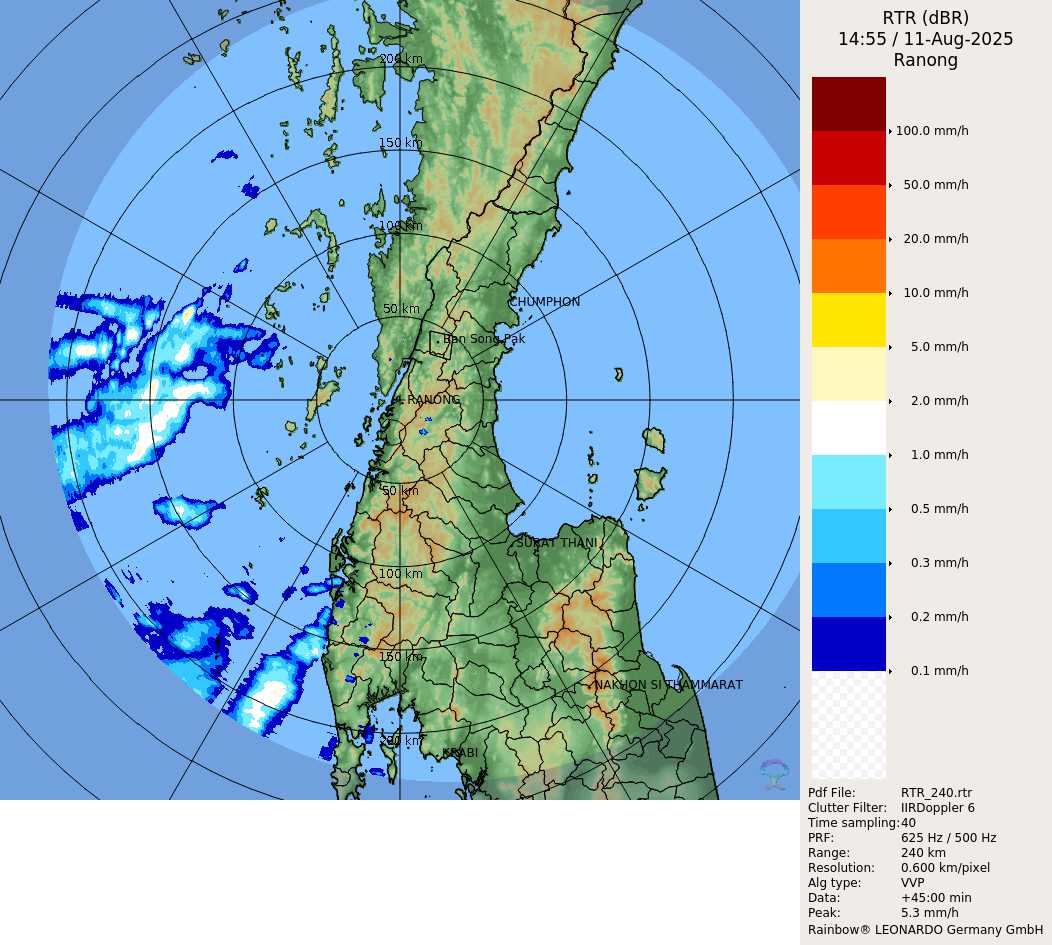 RTR (dBR)
14:55 / 11-Aug-2025
Ranong
200 km
150 km
100 km
50 km
CHUMPHON
Ban Song Pak
RANONG
50 km
SURAT THANI
100 km
150 km
NAKHON SI THAMMARAT
200 km
KRABI
100.0 mm/h
50.0 mm/h
20.0 mm/h
10.0 mm/h
5.0 mm/h
2.0 mm/h
1.0 mm/h
0.5 mm/h
0.3 mm/h
0.2 mm/h
0.1 mm/h
Pdf File: RTR_240.rtr
Clutter Filter: IIRDoppler 6
Time sampling:40
PRF: 625 Hz / 500 Hz
Range: 240 km
Resolution: 0.600 km/pixel
Alg type: VVP
Data: +45:00 min
Peak: 5.3 mm/h
Rainbow® LEONARDO Germany GmbH